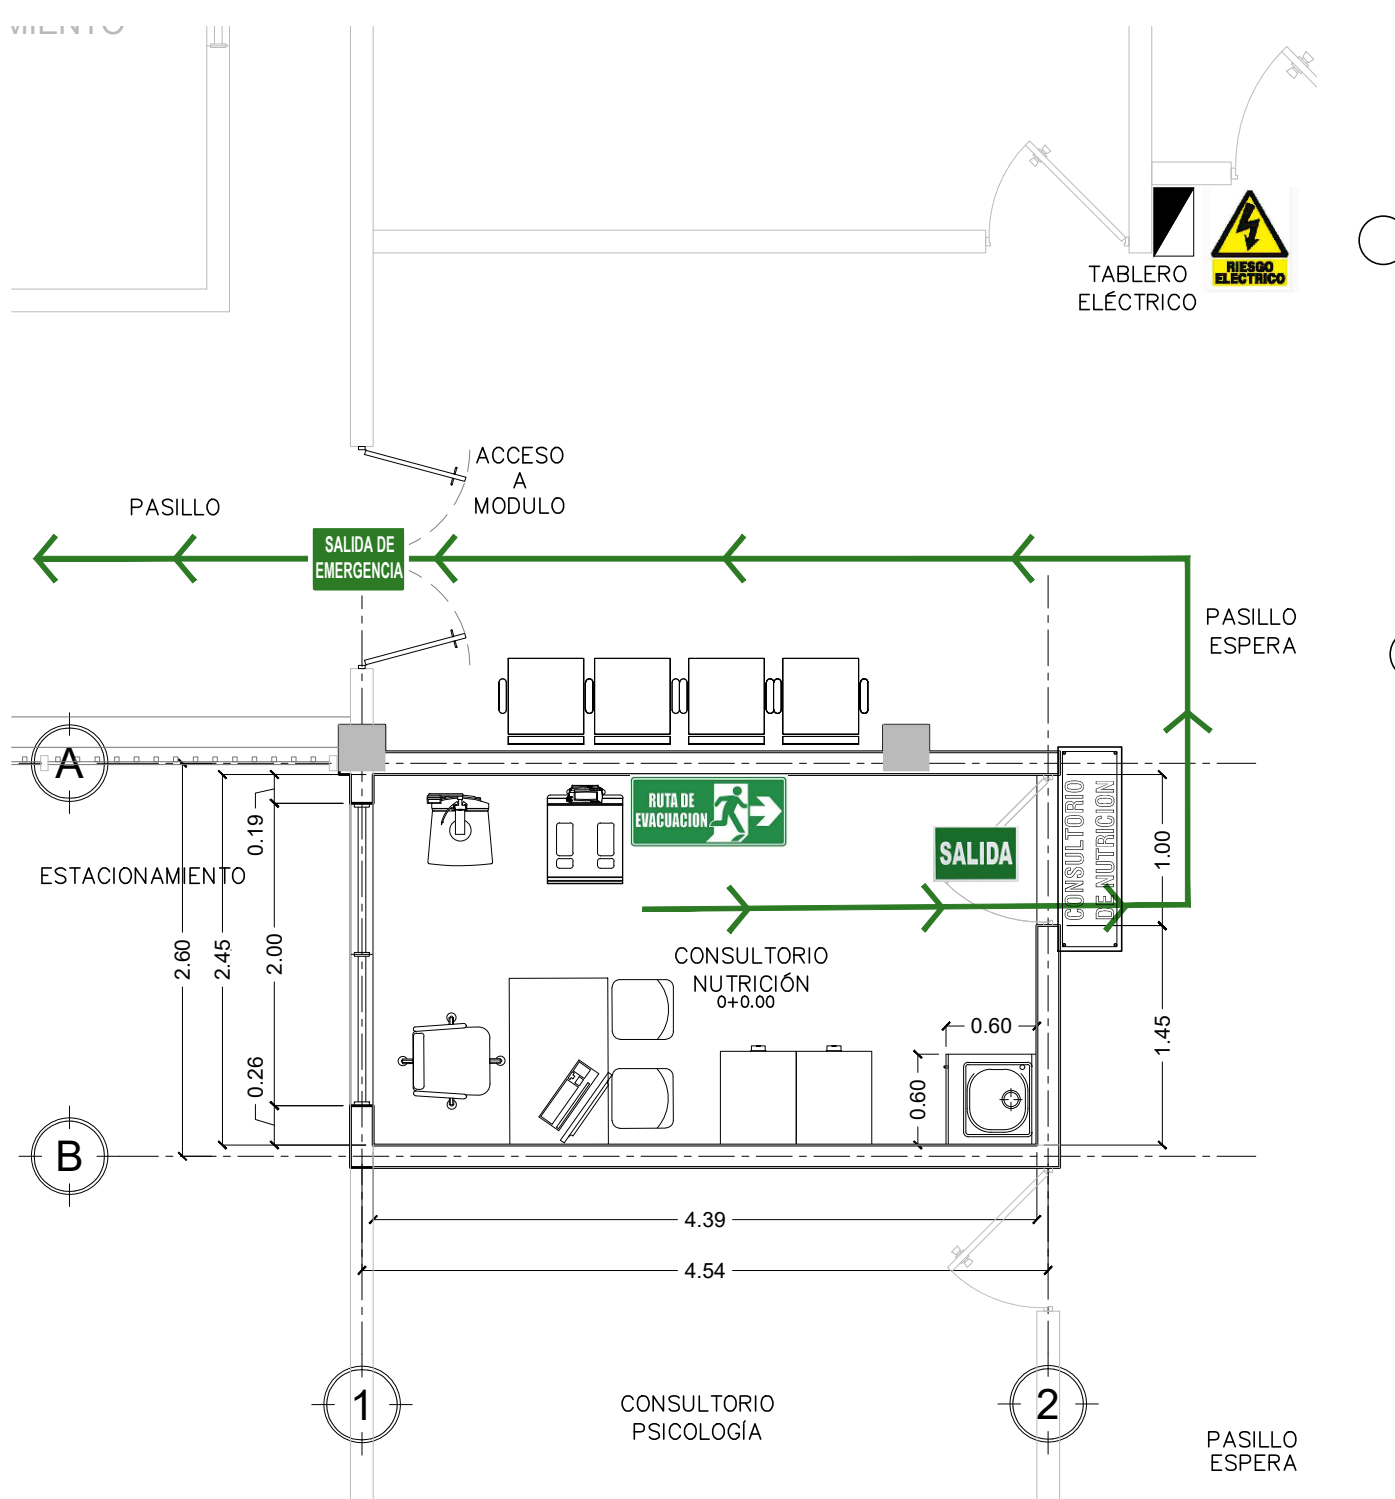 TABLERO
ELÉCTRICO
RIESGO
ELECTRICO
ACCESO
A
MODULO
PASILLO
SALIDA DE
EMERGENCIA
PASILLO
ESPERA
A
RUTA DE
EVACUACION
SALIDA
CONSULTORIO
DE NUTRICION
1.00
0.19
ESTACIONAMIENTO
2.60
2.45
2.00
CONSULTORIO
NUTRICIÓN
0+0.00
0.60
1.45
0.26
0.60
B
4.39
4.54
1
2
CONSULTORIO
PSICOLOGÍA
PASILLO
ESPERA